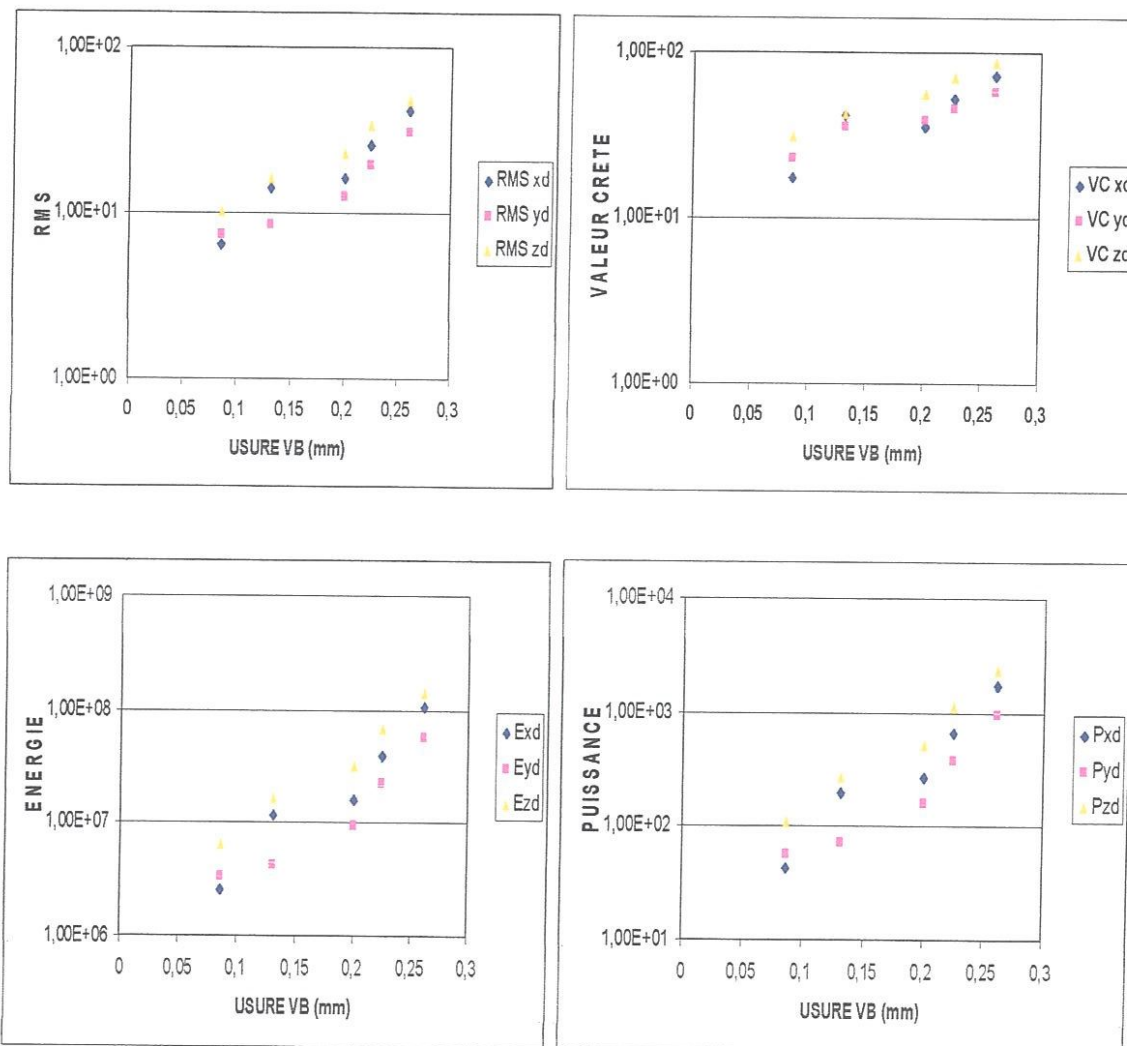 1,00E+02
1,00E+01
1,00E+00
RMS
0 0,05 0,1 0,15 0,2 0,25 0,3
USURE VB (mm)
RMS xd
RMS yd
RMS zd
1,00E+02
1,00E+01
1,00E+00
VALEUR CRETE
0 0,05 0,1 0,15 0,2 0,25 0,3
USURE VB (mm)
VC xd
VC yd
VC zd
1,00E+09
1,00E+08
1,00E+07
1,00E+06
ENERGIE
0 0,05 0,1 0,15 0,2 0,25 0,3
USURE VB (mm)
Exd
Eyd
Ezd
1,00E+04
1,00E+03
1,00E+02
1,00E+01
PUISSANCE
0 0,05 0,1 0,15 0,2 0,25 0,3
USURE VB (mm)
Pxd
Pyd
Pzd